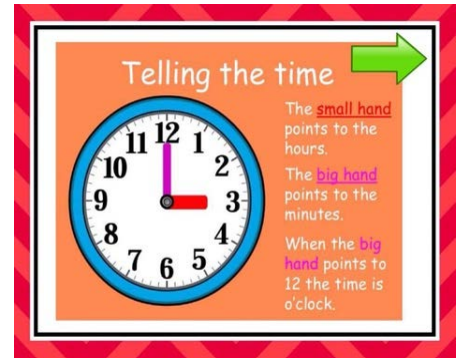 Telling the time
12
11 1
10 2
9 3
8 4
7 5
6
The small hand
points to the
hours.
The big hand
points to the
minutes.
When the big
hand points to
12 the time is
o'clock.